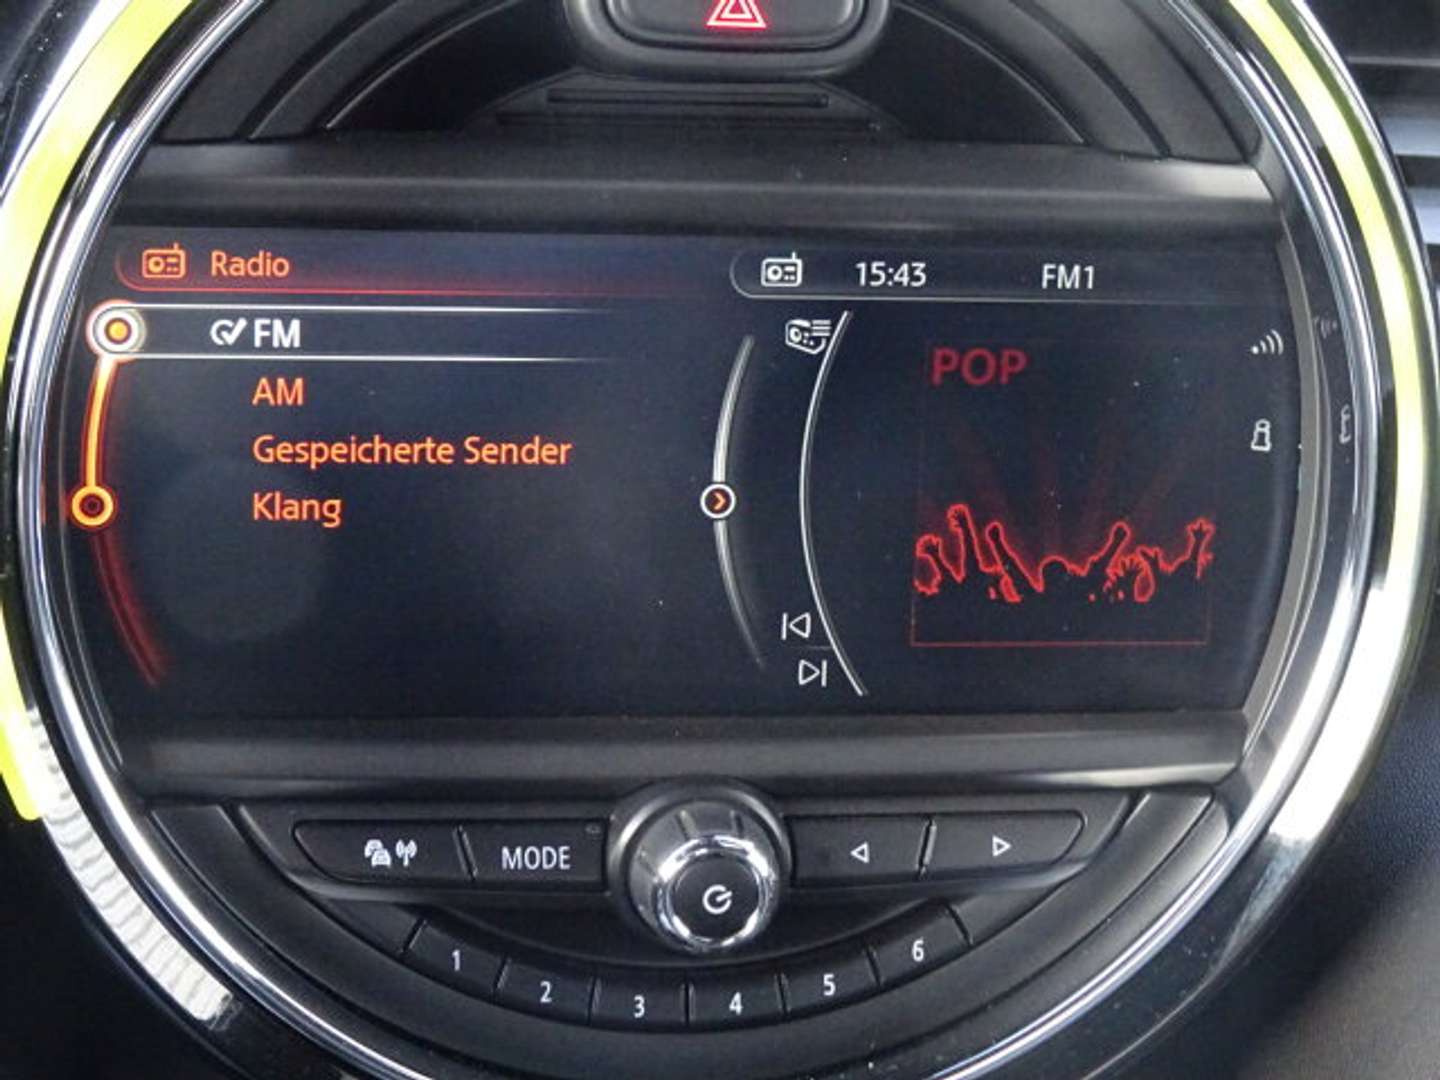 Radio
15:43 FM1
FM
AM
Gespeicherte Sender
Klang
POP
MODE
1 2 3 4 5 6